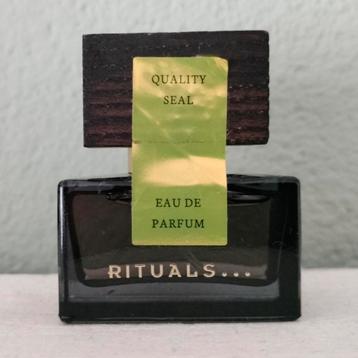 QUALITY
SEAL
EAU DE
PARFUM
RITUALS...